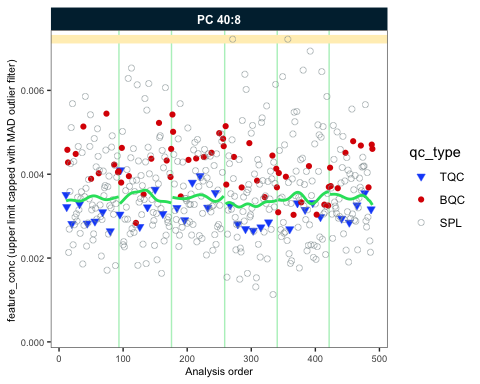 PC 40:8
feature_conc (upper limit capped with MAD outlier filter)
0.006
0.004
0.002
0.000
0
100
200
300
400
500
Analysis order
qc_type
TQC
BQC
SPL